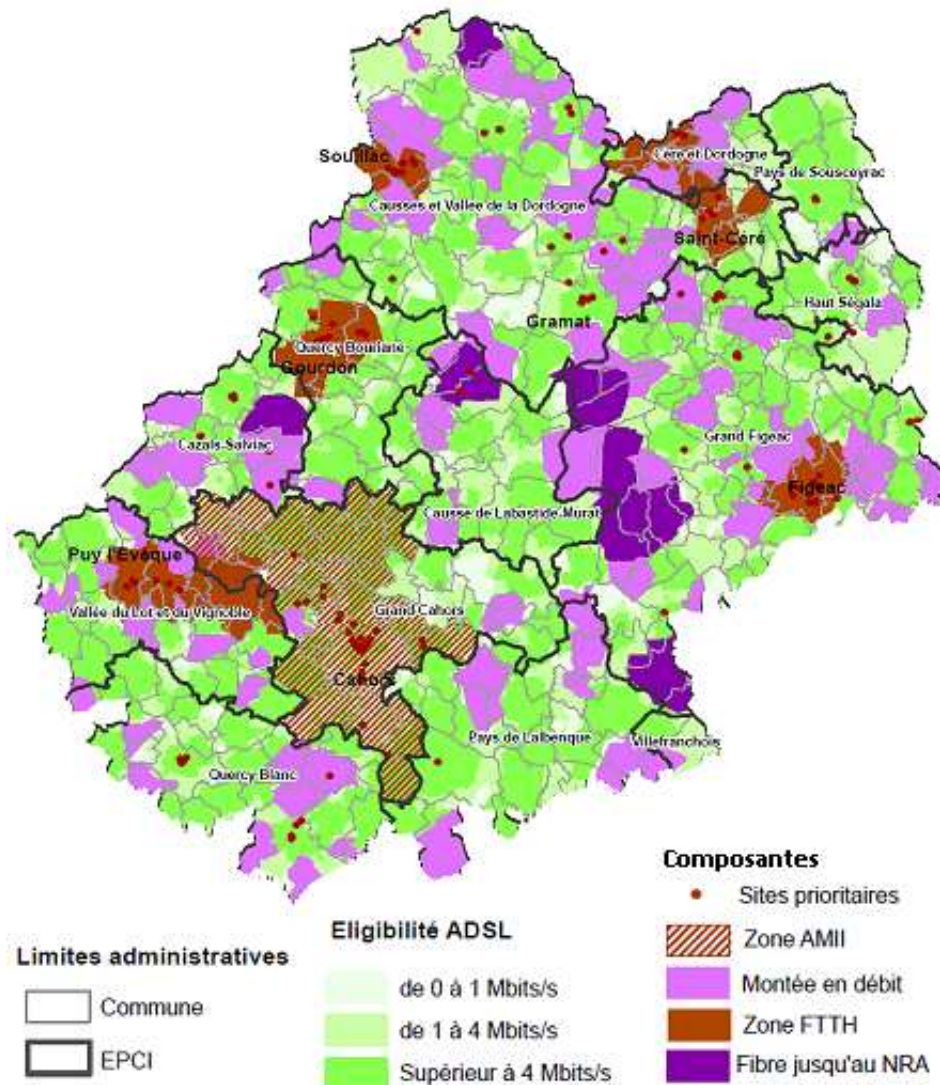 Souillac
Cère et Dordogne
Pays de Sousceyrac
Causses et Vallée de la Dordogne
Saint-Céré
Haut Ségala
Gramat
Quercy Bouriane
Gourdon
Cazals-Salviac
Grand Figeac
Figeac
Causse de Labastide-Murat
Puy l'Evêque
Vallée du Lot et du Vignoble
Grand Cahors
Cahors
Pays de Lalbenque
Villefranchois
Quercy Blanc
Limites administratives
Commune
EPCI
Eligibilité ADSL
de 0 à 1 Mbits/s
de 1 à 4 Mbits/s
Supérieur à 4 Mbits/s
Composantes
Sites prioritaires
Zone AMII
Montée en débit
Zone FTTH
Fibre jusqu'au NRA